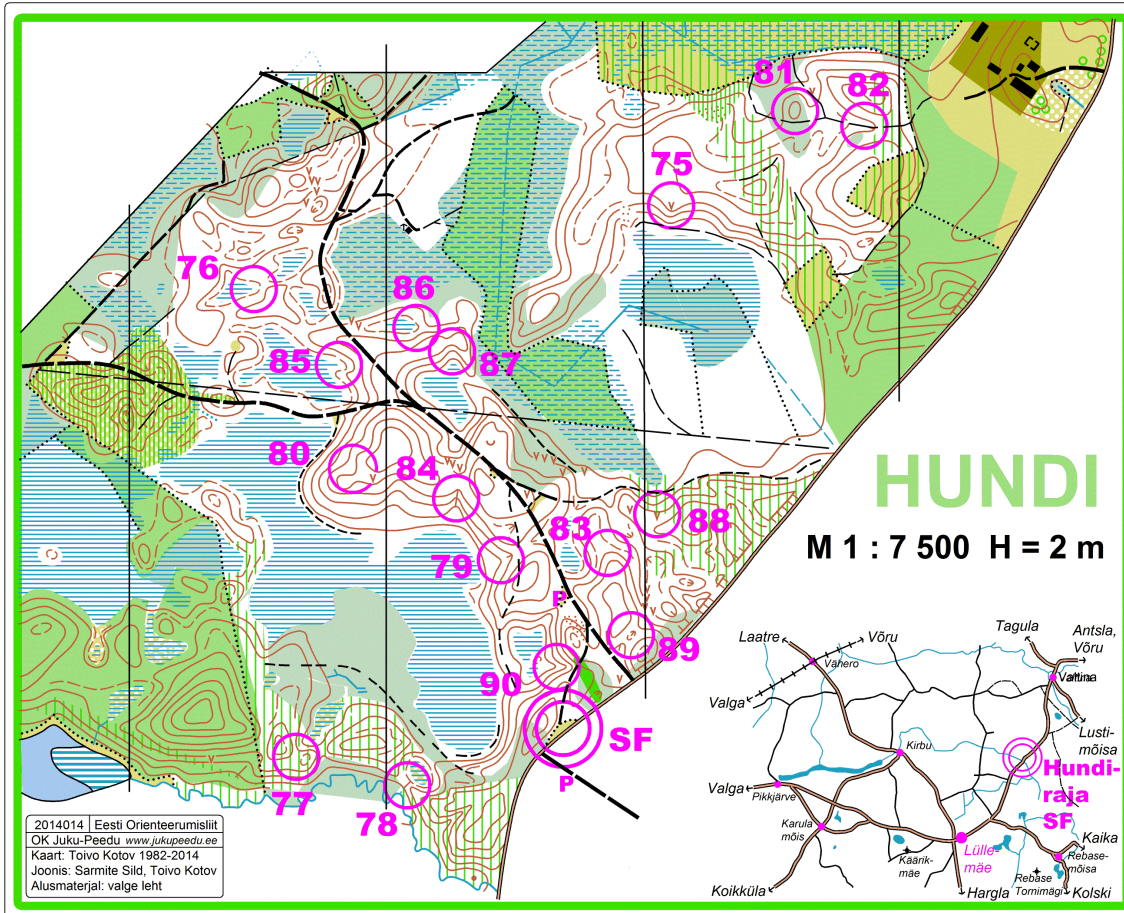 81
82
75
76
86
85
87
80
84
88
83
79
P
89
90
SF
P
77
78
HUNDI
M 1 : 7 500 H = 2 m
2014014 Eesti Orienteerumisliit
OK Juku-Peedu www.jukupeedu.ee
Kaart: Toivo Kotov 1982-2014
Joonis: Sarmite Sild, Toivo Kotov
Alusmaterjal: valge leht
Laatre
Võru
Tagula
Antsla,
Võru
Vähero
Valga
Lusti-
mõisa
Kirbu
Hundi-
raja
SF
Valga
Pikkjärve
Karula
mõis
Kaika
Lülle-
mäe
Käärik-
mäe
Rebase-
mõisa
Rebase
Tornimägi
Koikküla
Hargla
Kolski